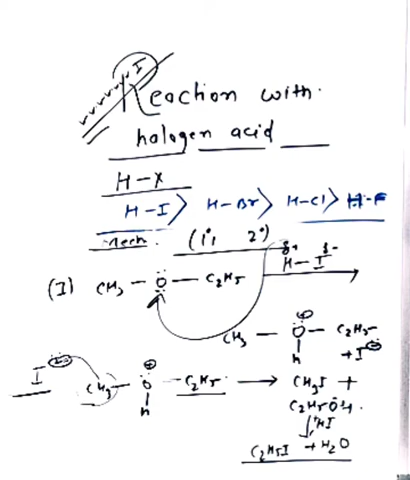 I
Reaction with
halogen acid
H-X
H-I > H-Br > H-Cl > H-F
Mech. (1°, 2°)
δ+ δ-
H-I
(I) CH₃-Ö-C₂H₅
⊕
CH₃-Ö-C₂H₅
H
+I⊖
I⊖ CH₃-Ö-C₂H₅ → CH₃I +
⊕
H
C₂H₅OH
HI
C₂H₅I + H₂O